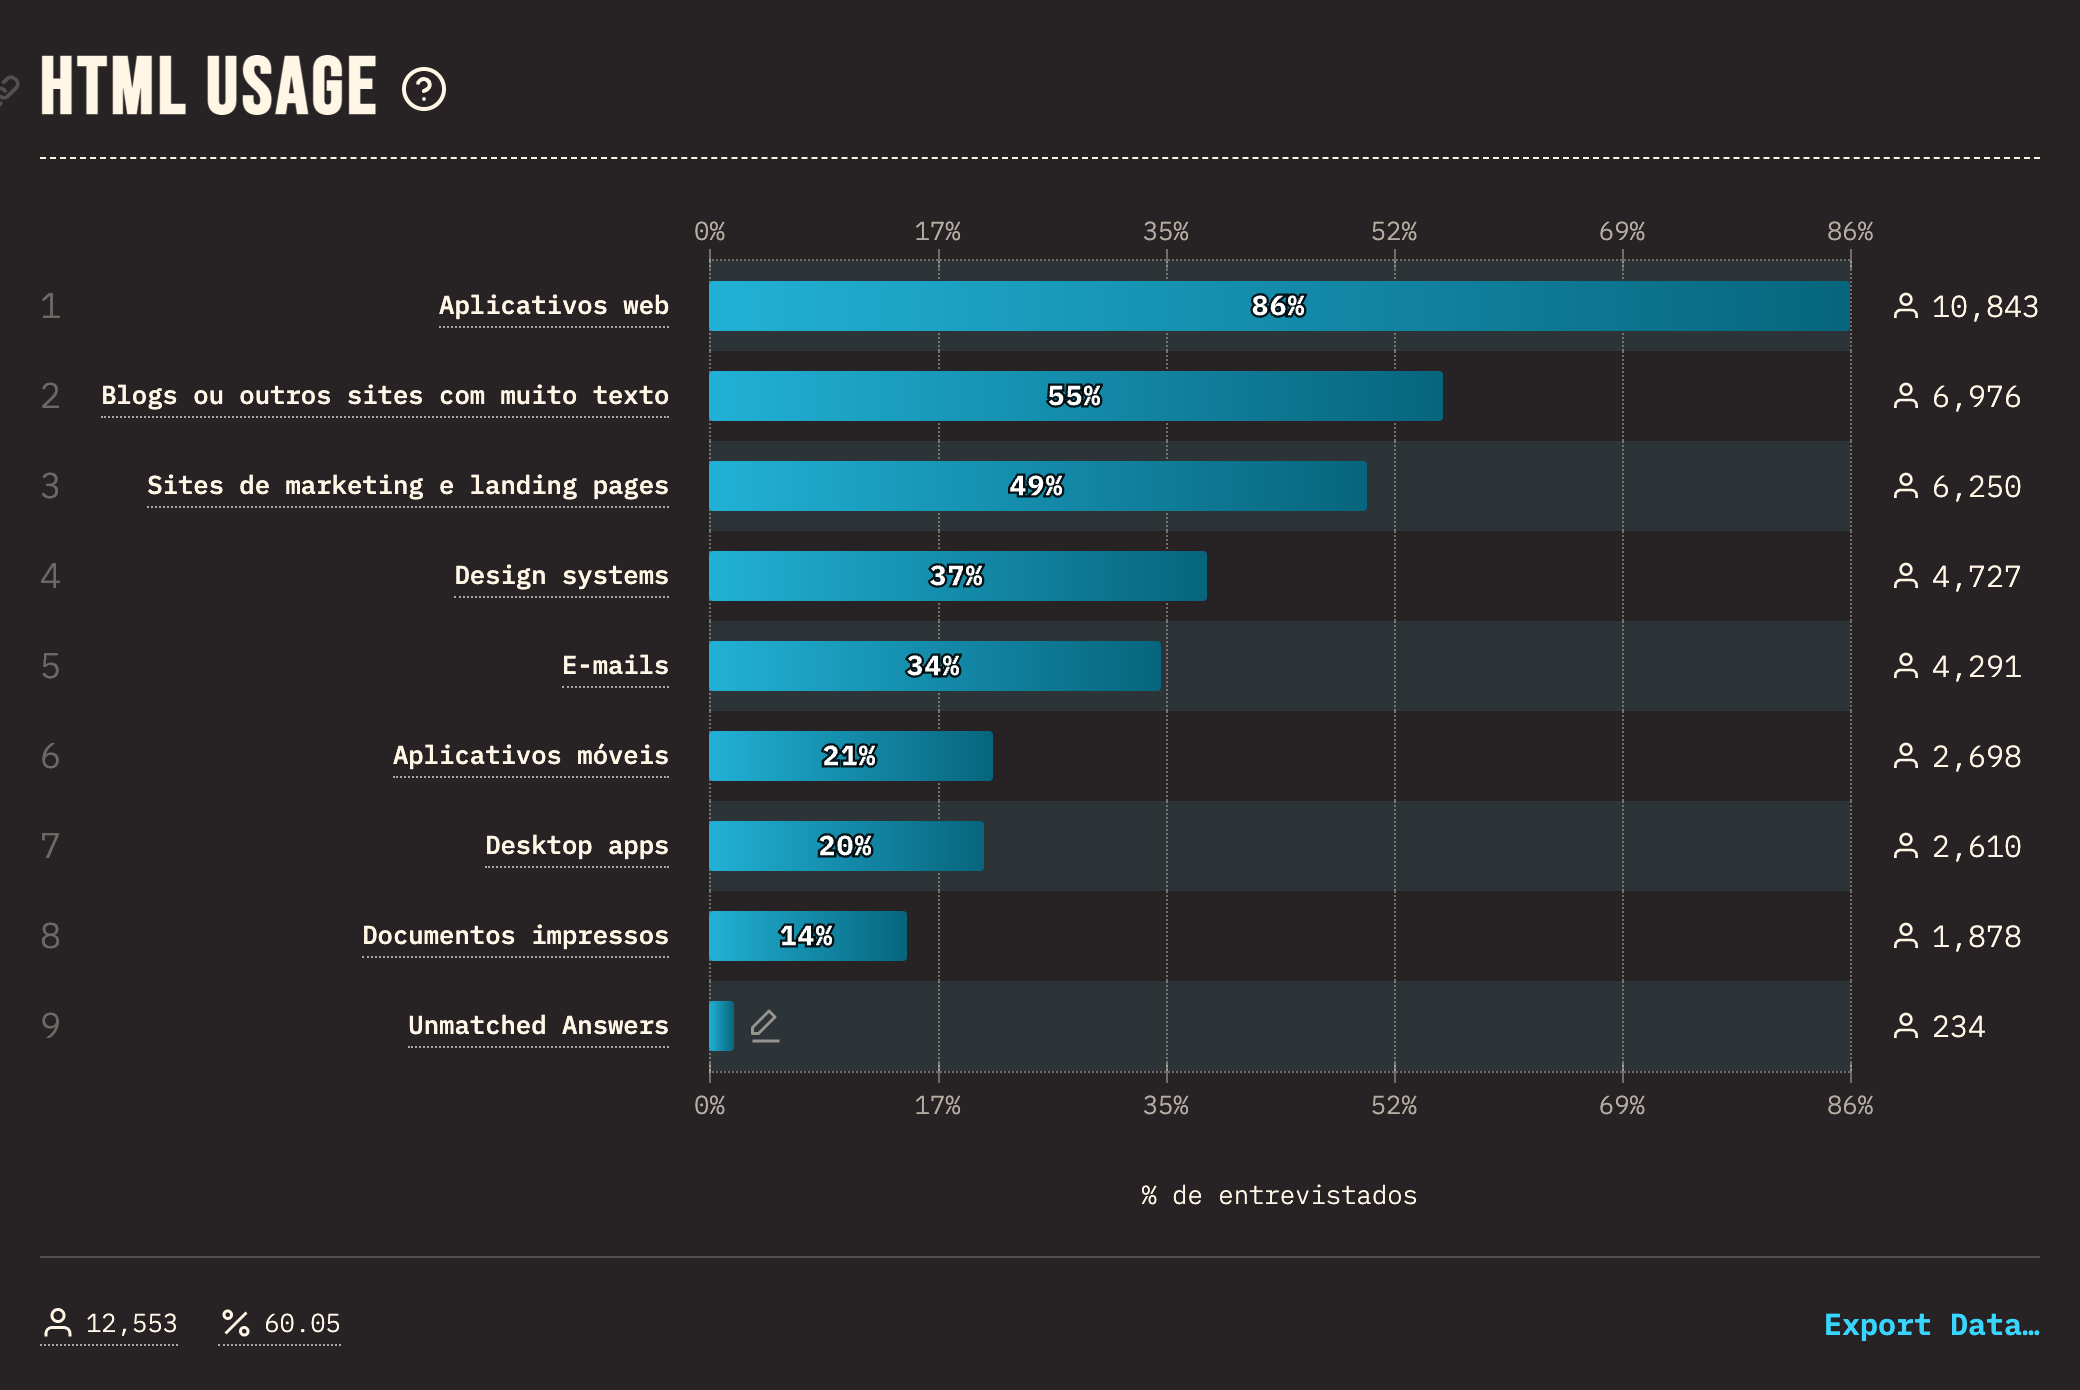 HTML USAGE
0% 17% 35% 52% 69% 86%
1 Aplicativos web 86% 10,843
2 Blogs ou outros sites com muito texto 55% 6,976
3 Sites de marketing e landing pages 49% 6,250
4 Design systems 37% 4,727
5 E-mails 34% 4,291
6 Aplicativos móveis 21% 2,698
7 Desktop apps 20% 2,610
8 Documentos impressos 14% 1,878
9 Unmatched Answers 234
0% 17% 35% 52% 69% 86%
% de entrevistados
12,553 % 60.05 Export Data…